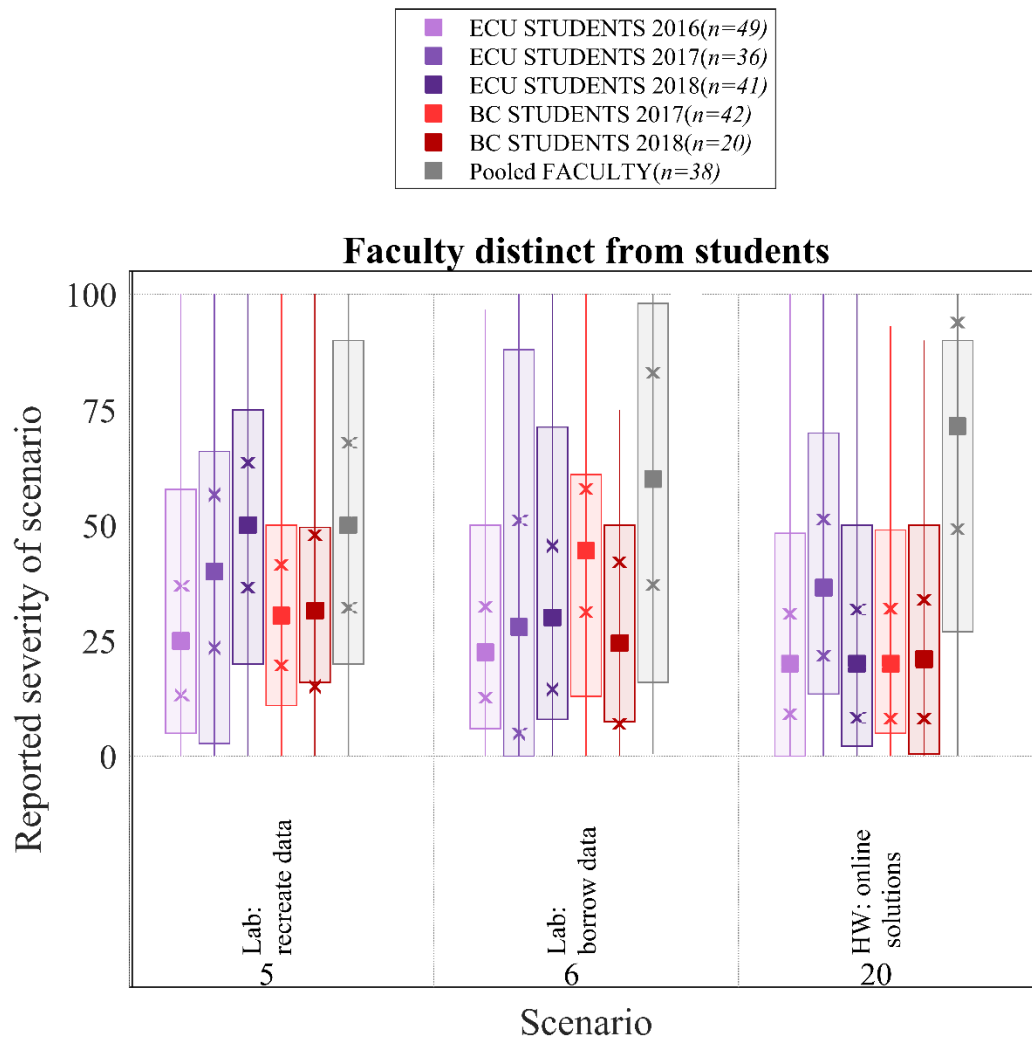 ECU STUDENTS 2016(n=49)
ECU STUDENTS 2017(n=36)
ECU STUDENTS 2018(n=41)
BC STUDENTS 2017(n=42)
BC STUDENTS 2018(n=20)
Pooled FACULTY(n=38)
Faculty distinct from students
Reported severity of scenario
100
75
50
25
0
Lab:
recreate data
Lab:
borrow data
HW: online
solutions
5
6
20
Scenario